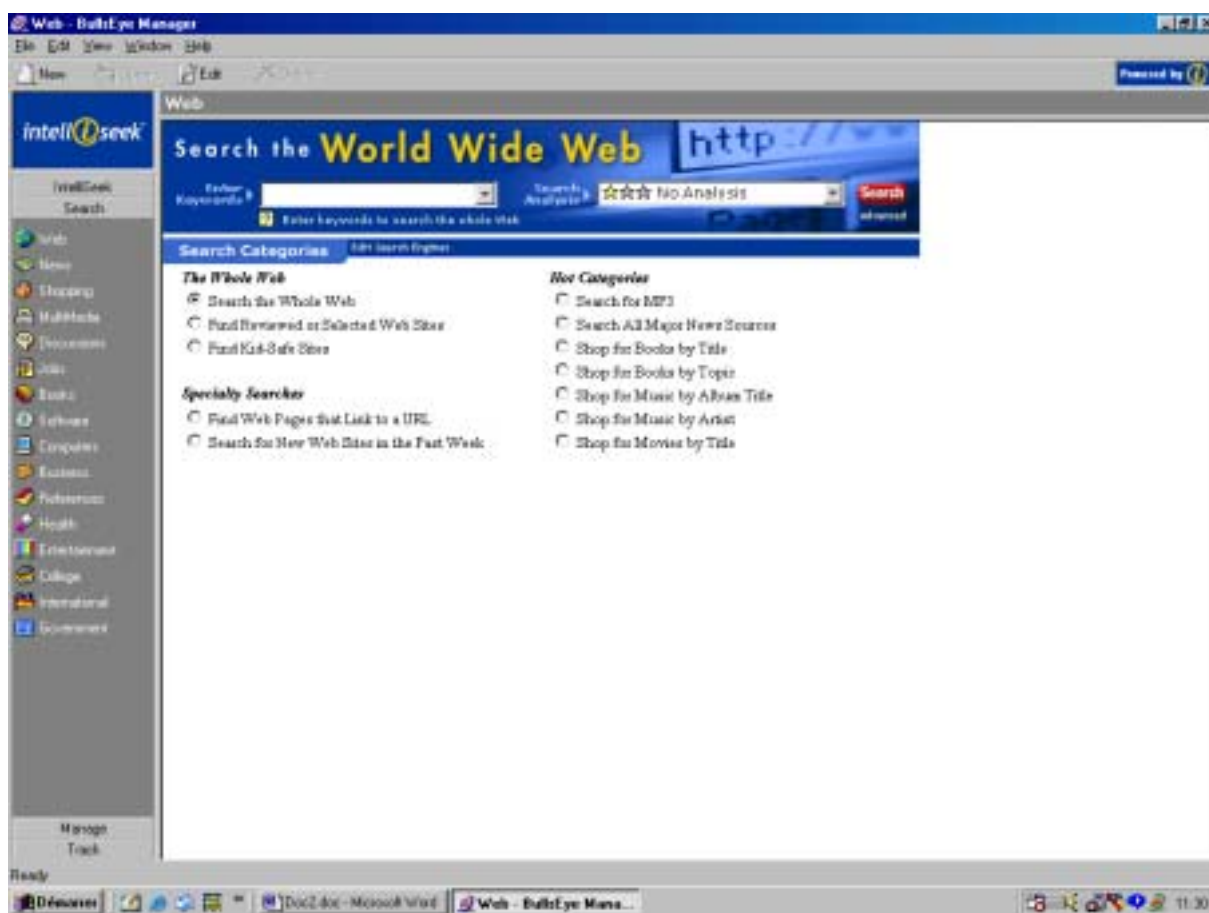 Web - BullsEye Manager
File Edit View Window Help
New Edit
Powered by
Web
intelliseek
Search the World Wide Web
http://
Enter Keywords
Search Analysis
No Analysis
Search
advanced
Enter keywords to search the whole Web
IntelliSeek
Search
Search Categories
Edit Search Engines
Web
News
Shopping
MultiMedia
Discussions
Jobs
Books
Software
Computers
Business
References
Health
Entertainment
College
International
Government
The Whole Web
Search the Whole Web
Find Reviewed or Selected Web Sites
Find Kid-Safe Sites
Specialty Searches
Find Web Pages that Link to a URL
Search for New Web Sites in the Past Week
Hot Categories
Search for MP3
Search All Major News Sources
Shop for Books by Title
Shop for Books by Topic
Shop for Music by Album Title
Shop for Music by Artist
Shop for Movies by Title
Manage
Track
Ready
Démarrer
Doc2.doc - Microsoft Word
Web - BullsEye Mana...
11:30